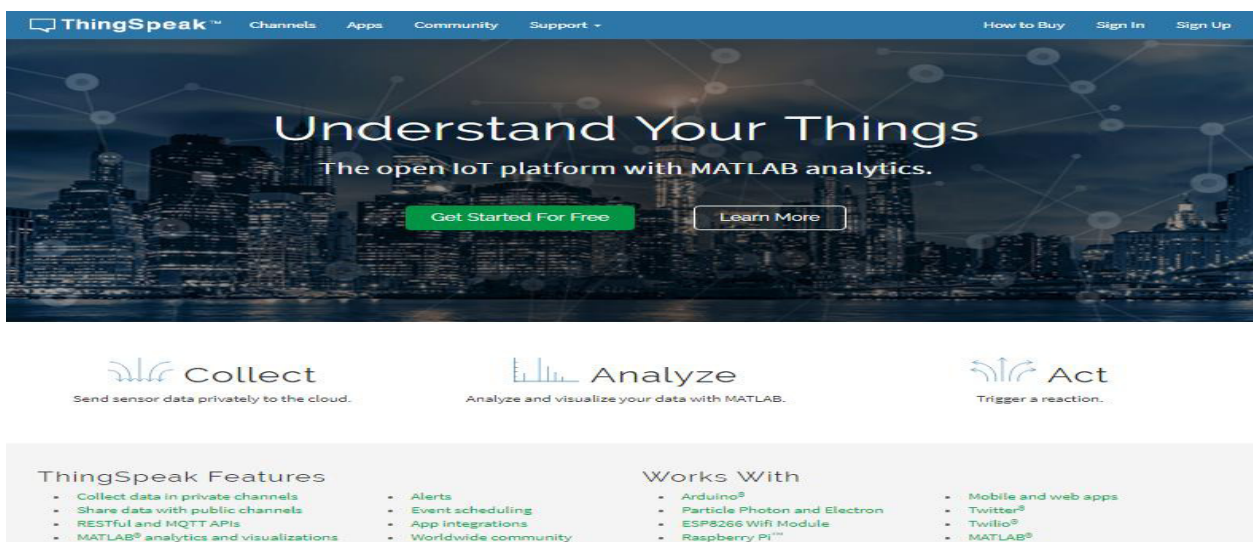 ThingSpeak™ Channels Apps Community Support How to Buy Sign In Sign Up
Understand Your Things
The open IoT platform with MATLAB analytics.
Get Started For Free Learn More
Collect
Send sensor data privately to the cloud.
Analyze
Analyze and visualize your data with MATLAB.
Act
Trigger a reaction.
ThingSpeak Features
Collect data in private channels
Share data with public channels
RESTful and MQTT APIs
MATLAB® analytics and visualizations
Alerts
Event scheduling
App integrations
Worldwide community
Works With
Arduino®
Particle Photon and Electron
ESP8266 Wifi Module
Raspberry Pi™
Mobile and web apps
Twitter®
Twilio®
MATLAB®